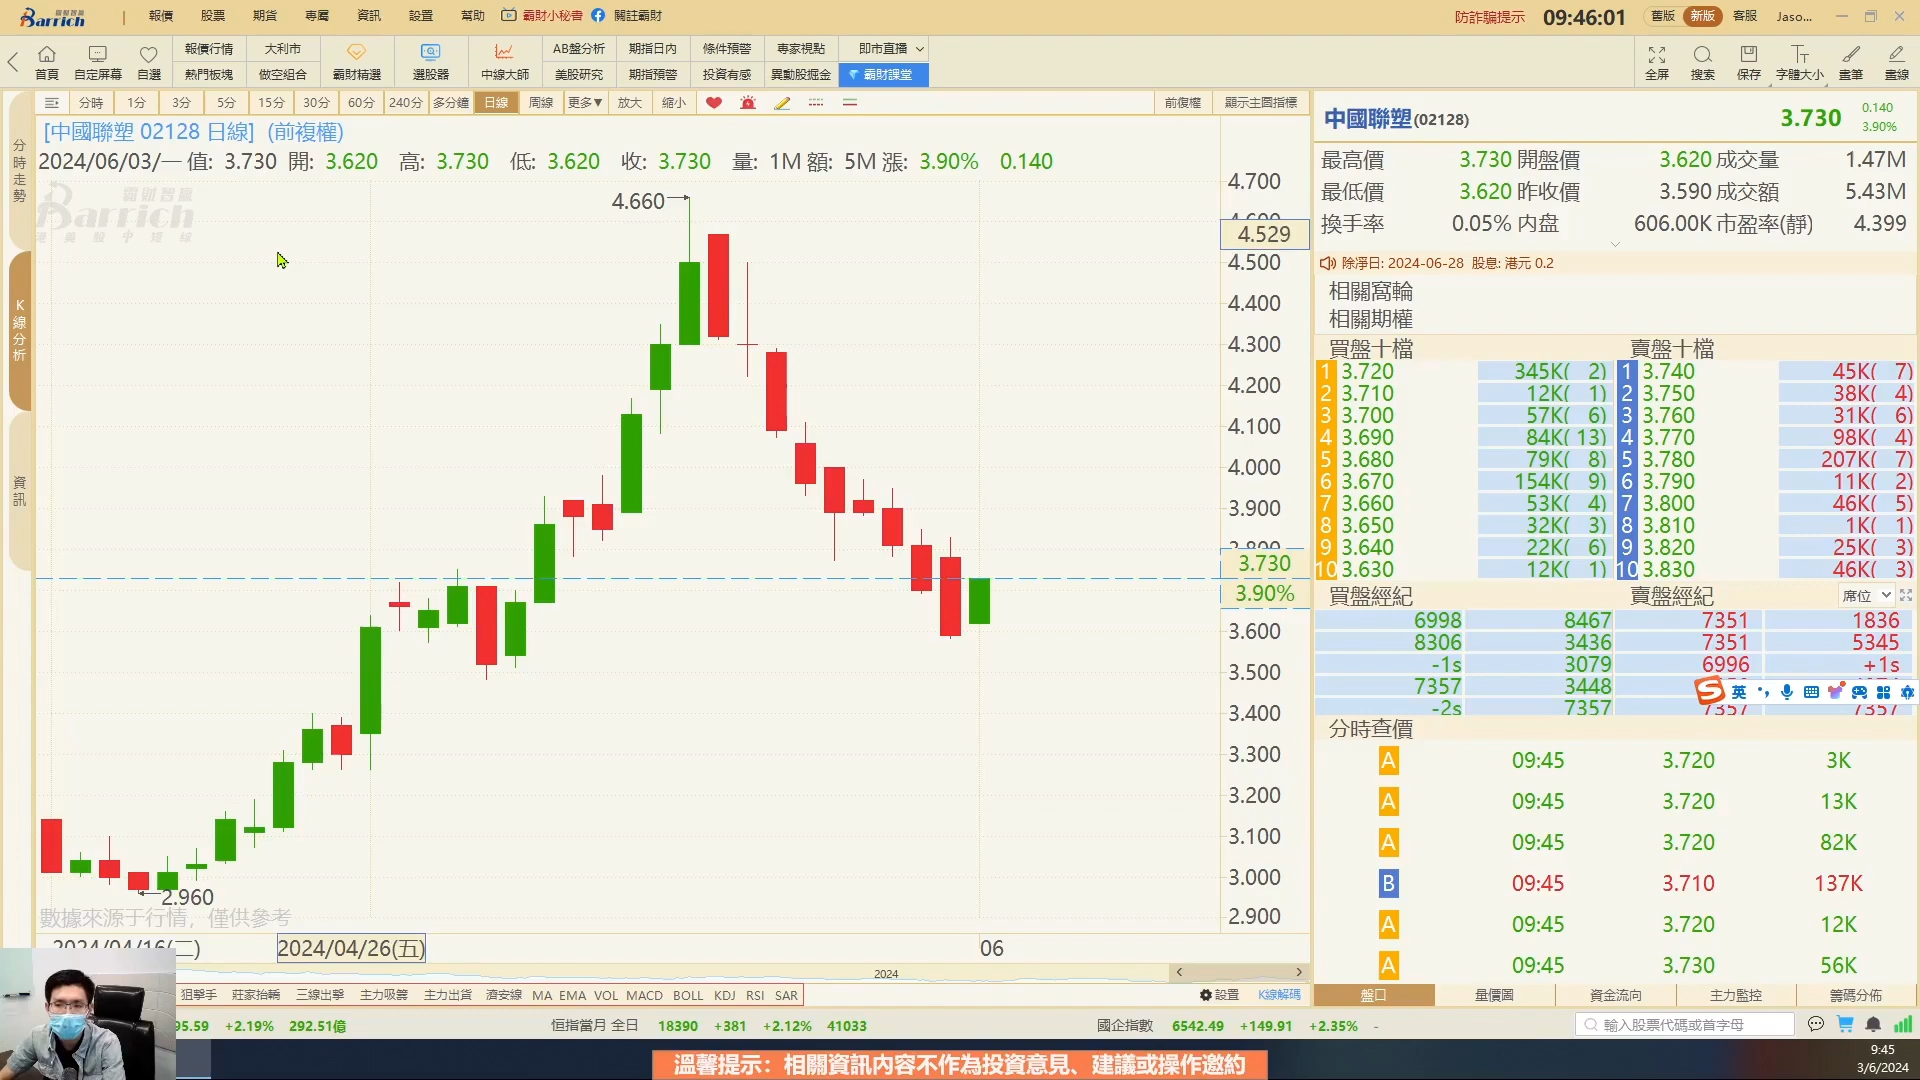 Barrich | 報價 股票 期貨 專屬 資訊 設置 幫助 霸財小秘書 關註霸財 防詐騙提示 09:46:01 舊版 新版 客服 Jaso...
首頁 自定屏幕 自選 報價行情 大利市 霸財精選 選股器 中線大師 AB盤分析 期指日內 條件預警 專家視點 即市直播 全屏 搜索 保存 字體大小 畫筆 畫線
熱門板塊 做空組合 美股研究 期指預警 投資有感 異動股掘金 霸財課堂
分時 1分 3分 5分 15分 30分 60分 240分 多分鐘 日線 周線 更多▼ 放大 縮小 前復權 顯示主圖指標
分時走勢
K線分析
資訊
[中國聯塑 02128 日線] (前複權)
2024/06/03/一 值: 3.730 開: 3.620 高: 3.730 低: 3.620 收: 3.730 量: 1M 額: 5M 漲: 3.90% 0.140
霸财智赢
Barrich
港美股中短線
4.660
2.960
4.700
4.600
4.529
4.500
4.400
4.300
4.200
4.100
4.000
3.900
3.800
3.730
3.90%
3.600
3.500
3.400
3.300
3.200
3.100
3.000
2.900
數據來源于行情，僅供參考
2024/04/16(二) 2024/04/26(五) 06
2024
狙擊手 莊家抬轎 三線出擊 主力吸籌 主力出貨 濟安線 MA EMA VOL MACD BOLL KDJ RSI SAR 設置 K線解碼
中國聯塑(02128) 3.730 0.140
3.90%
最高價 3.730 開盤價 3.620 成交量 1.47M
最低價 3.620 昨收價 3.590 成交額 5.43M
換手率 0.05% 内盘 606.00K 市盈率(靜) 4.399
除淨日: 2024-06-28 股息: 港元 0.2
相關窩輪
相關期權
買盤十檔 賣盤十檔
1 3.720 345K( 2) 1 3.740 45K( 7)
2 3.710 12K( 1) 2 3.750 38K( 4)
3 3.700 57K( 6) 3 3.760 31K( 6)
4 3.690 84K( 13) 4 3.770 98K( 4)
5 3.680 79K( 8) 5 3.780 207K( 7)
6 3.670 154K( 9) 6 3.790 11K( 2)
7 3.660 53K( 4) 7 3.800 46K( 5)
8 3.650 32K( 3) 8 3.810 1K( 1)
9 3.640 22K( 6) 9 3.820 25K( 3)
10 3.630 12K( 1) 10 3.830 46K( 3)
買盤經紀 賣盤經紀 席位
6998 8467 7351 1836
8306 3436 7351 5345
-1s 3079 6996 +1s
7357 3448
-2s 7357 7357 7357
英
分時查價
A 09:45 3.720 3K
A 09:45 3.720 13K
A 09:45 3.720 82K
B 09:45 3.710 137K
A 09:45 3.720 12K
A 09:45 3.730 56K
盤口 量價圖 資金流向 主力監控 籌碼分佈
95.59 +2.19% 292.51億 恒指當月 全日 18390 +381 +2.12% 41033 國企指數 6542.49 +149.91 +2.35% - 輸入股票代碼或首字母
溫馨提示：相關資訊内容不作為投資意見、建議或操作邀約
9:45
3/6/2024